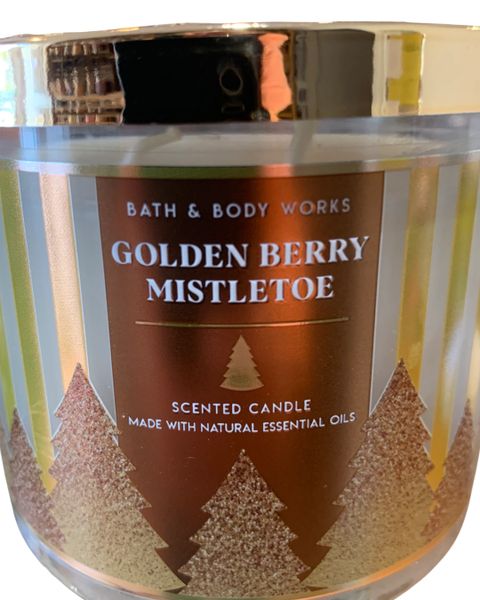 BATH & BODY WORKS
GOLDEN BERRY
MISTLETOE
SCENTED CANDLE
MADE WITH NATURAL ESSENTIAL OILS